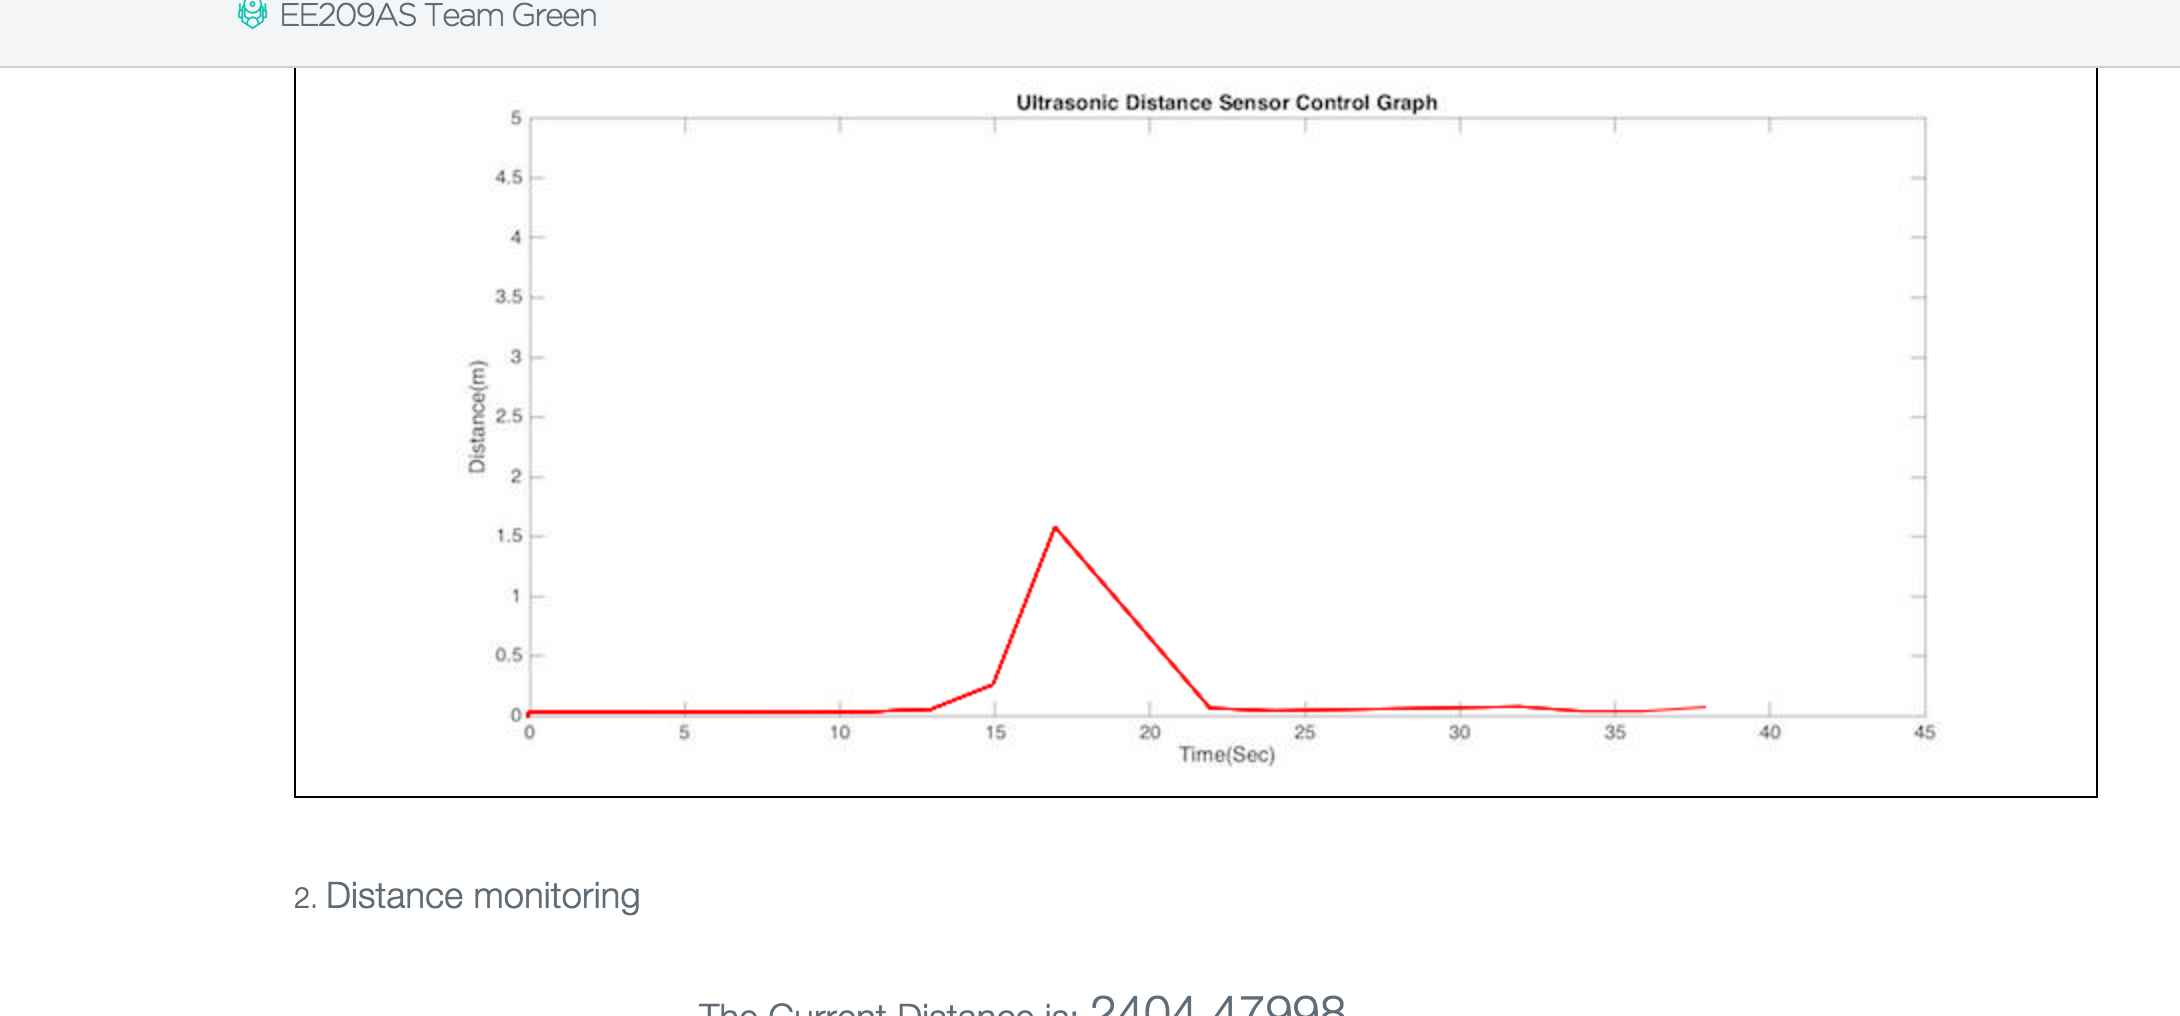 EE209AS Team Green
Ultrasonic Distance Sensor Control Graph
5
4.5
4
3.5
3
2.5
2
1.5
1
0.5
0
Distance(m)
0 5 10 15 20 25 30 35 40 45
Time(Sec)
2. Distance monitoring
The Current Distance is: 2404.47998